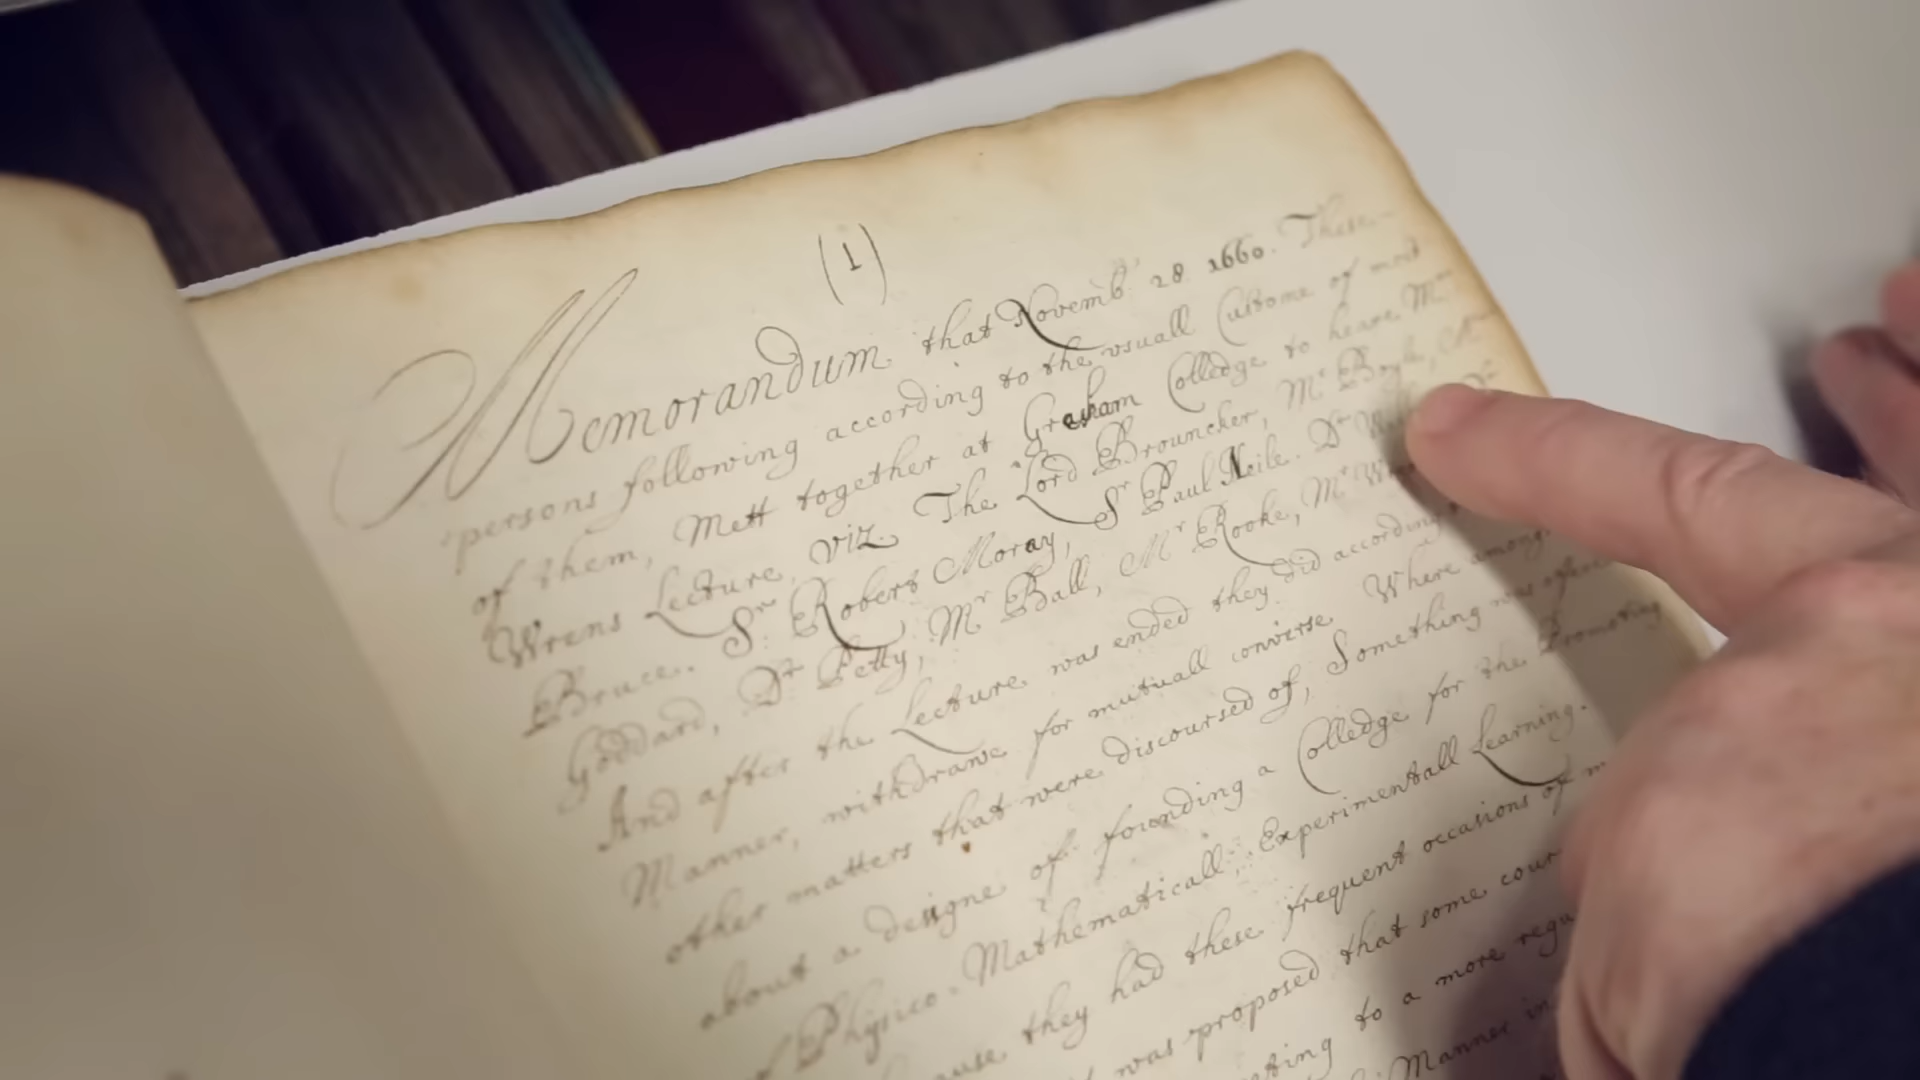 (1)
Memorandum that Novemb: 28. 1660. These
persons following according to the usuall Custome of most
of them, Mett together at Gresham Colledge to heare Mr
Wrens Lecture, viz. The Lord Brouncker, Mr Boyle, Mr
Bruce. Sr Robert Moray, Sr Paul Neile. Dr
Goddard, Dr Petty, Mr Ball, Mr Rooke, Mr
And after the Lecture was ended they did according
Manner, withdrawe for mutuall converse. Where among
other matters that were discoursed of, Something was
about a designe of founding a Colledge for the Promoting
Physico-Mathematicall, Experimentall Learning.
they had these frequent occasions of
was proposed that some
to a more
Manner in